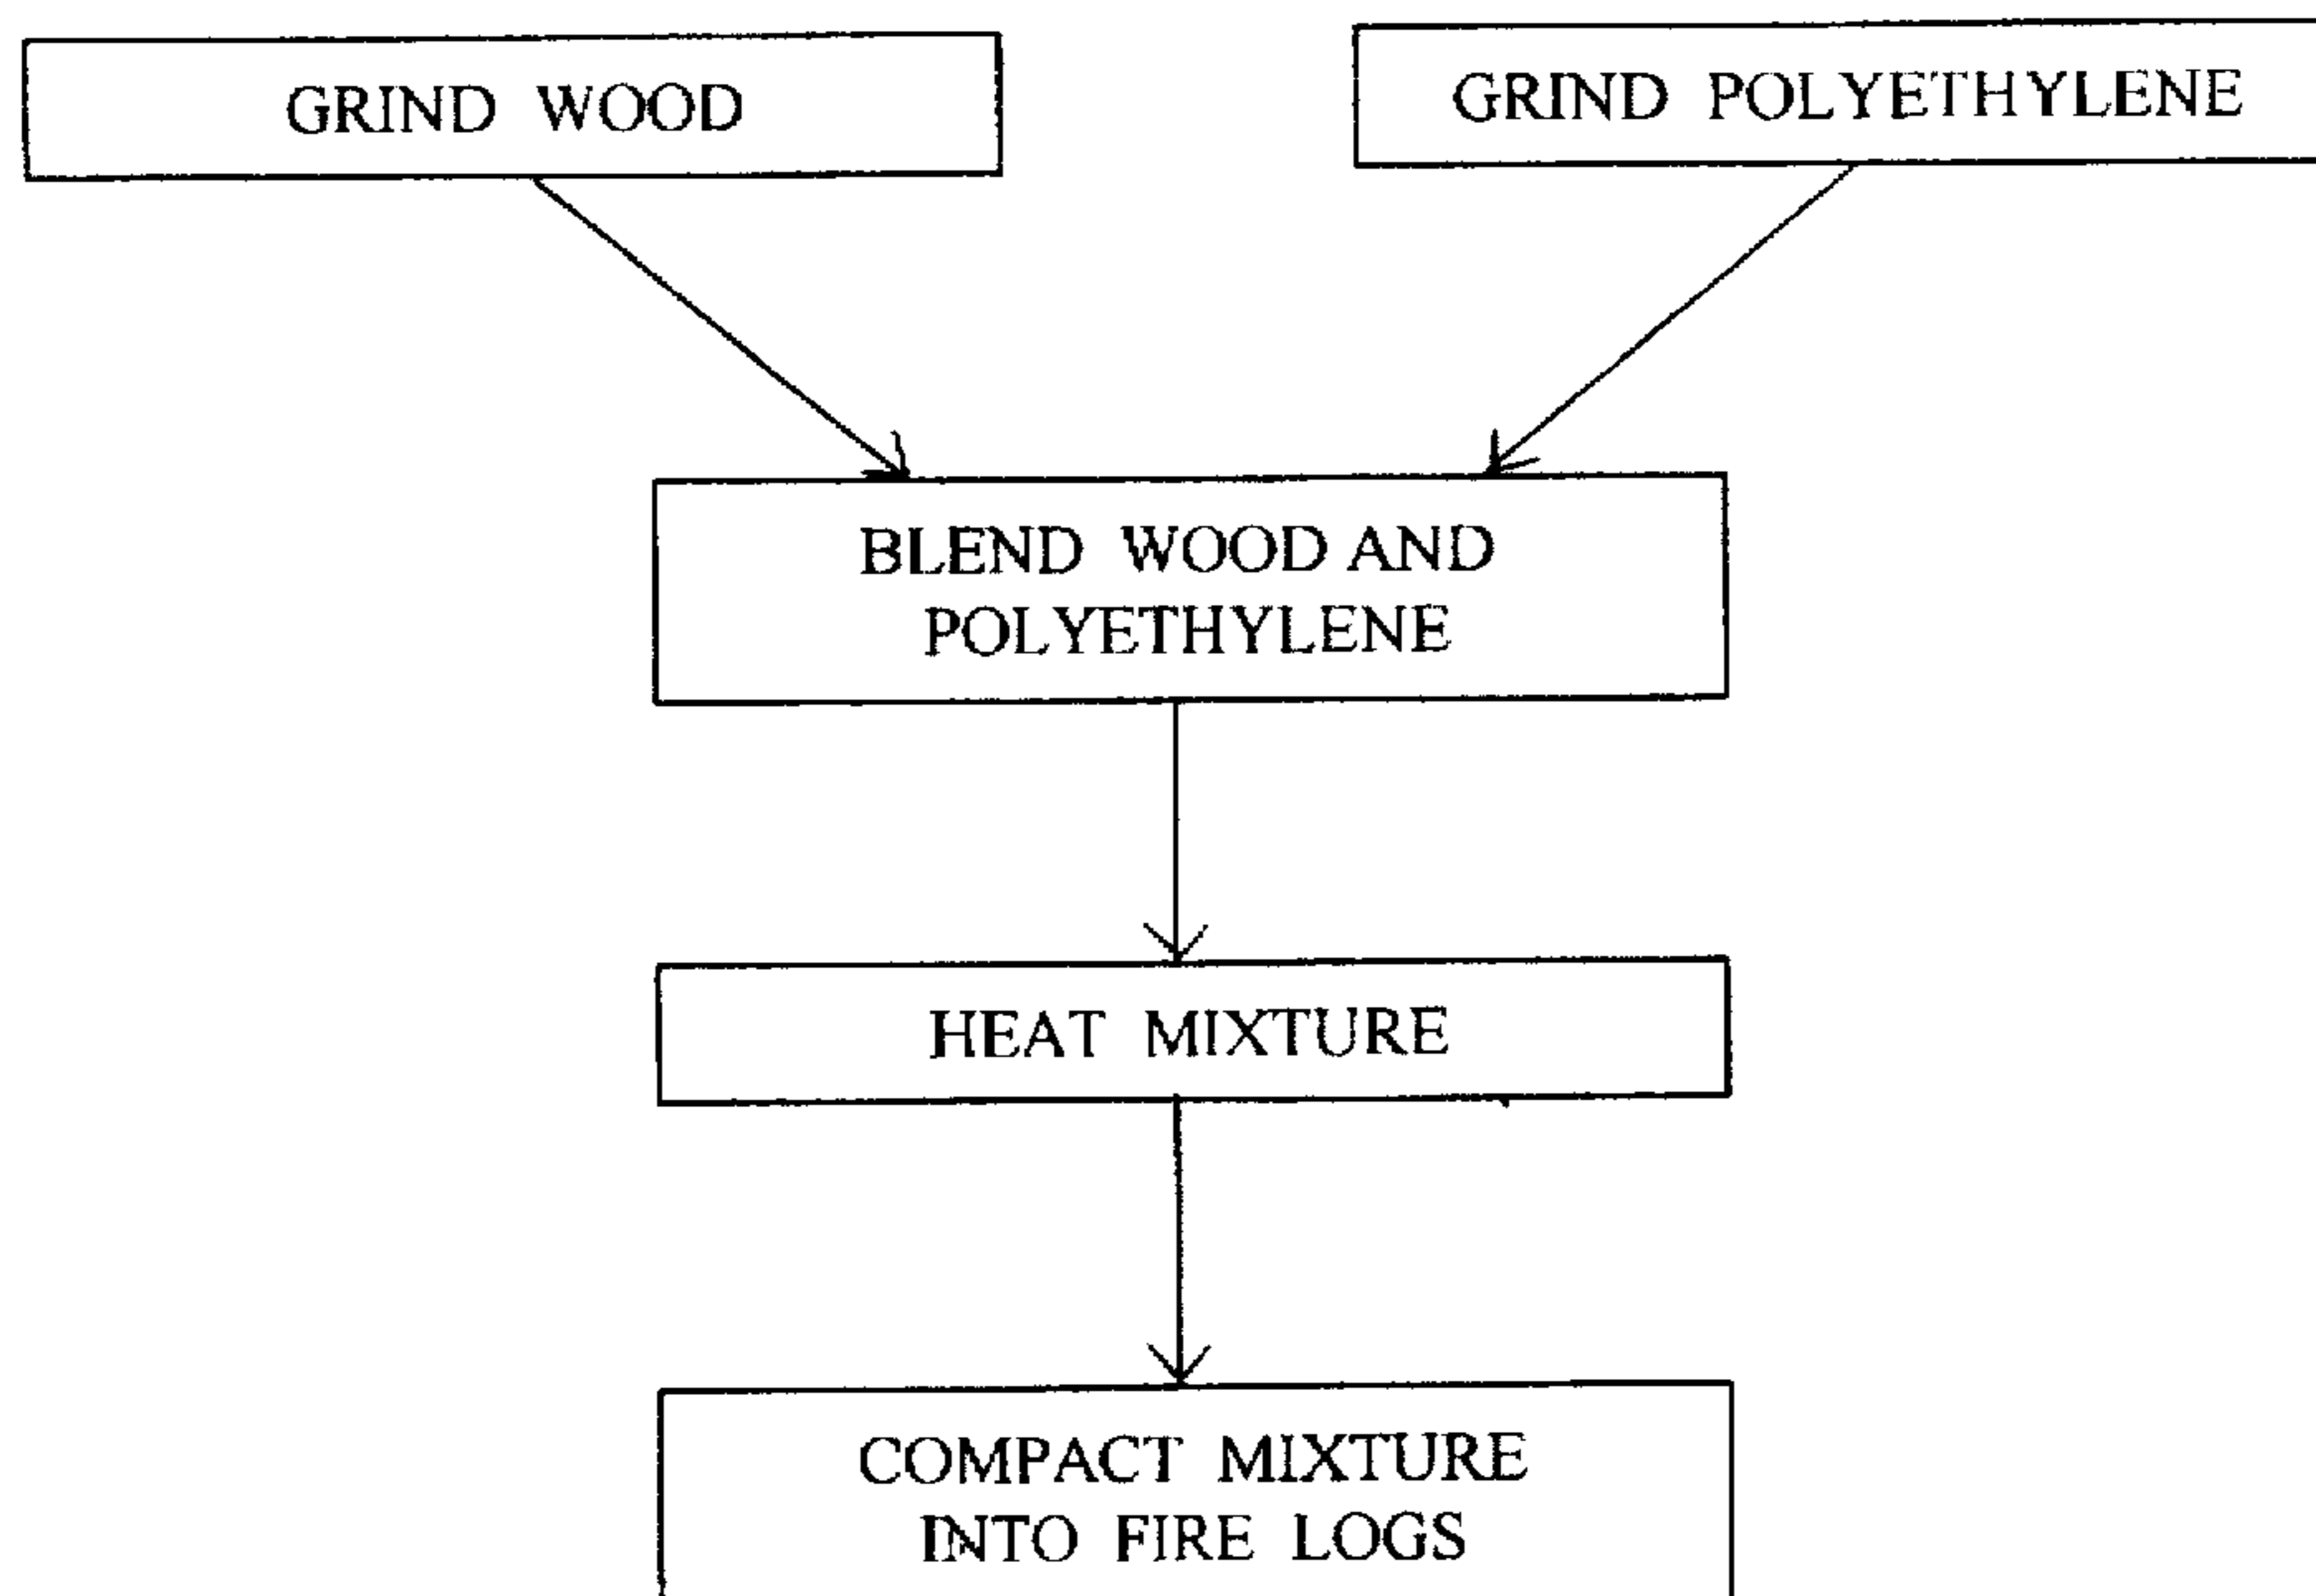 GRIND WOOD
GRIND POLYETHYLENE
BLEND WOOD AND
POLYETHYLENE
HEAT MIXTURE
COMPACT MIXTURE
INTO FIRE LOGS